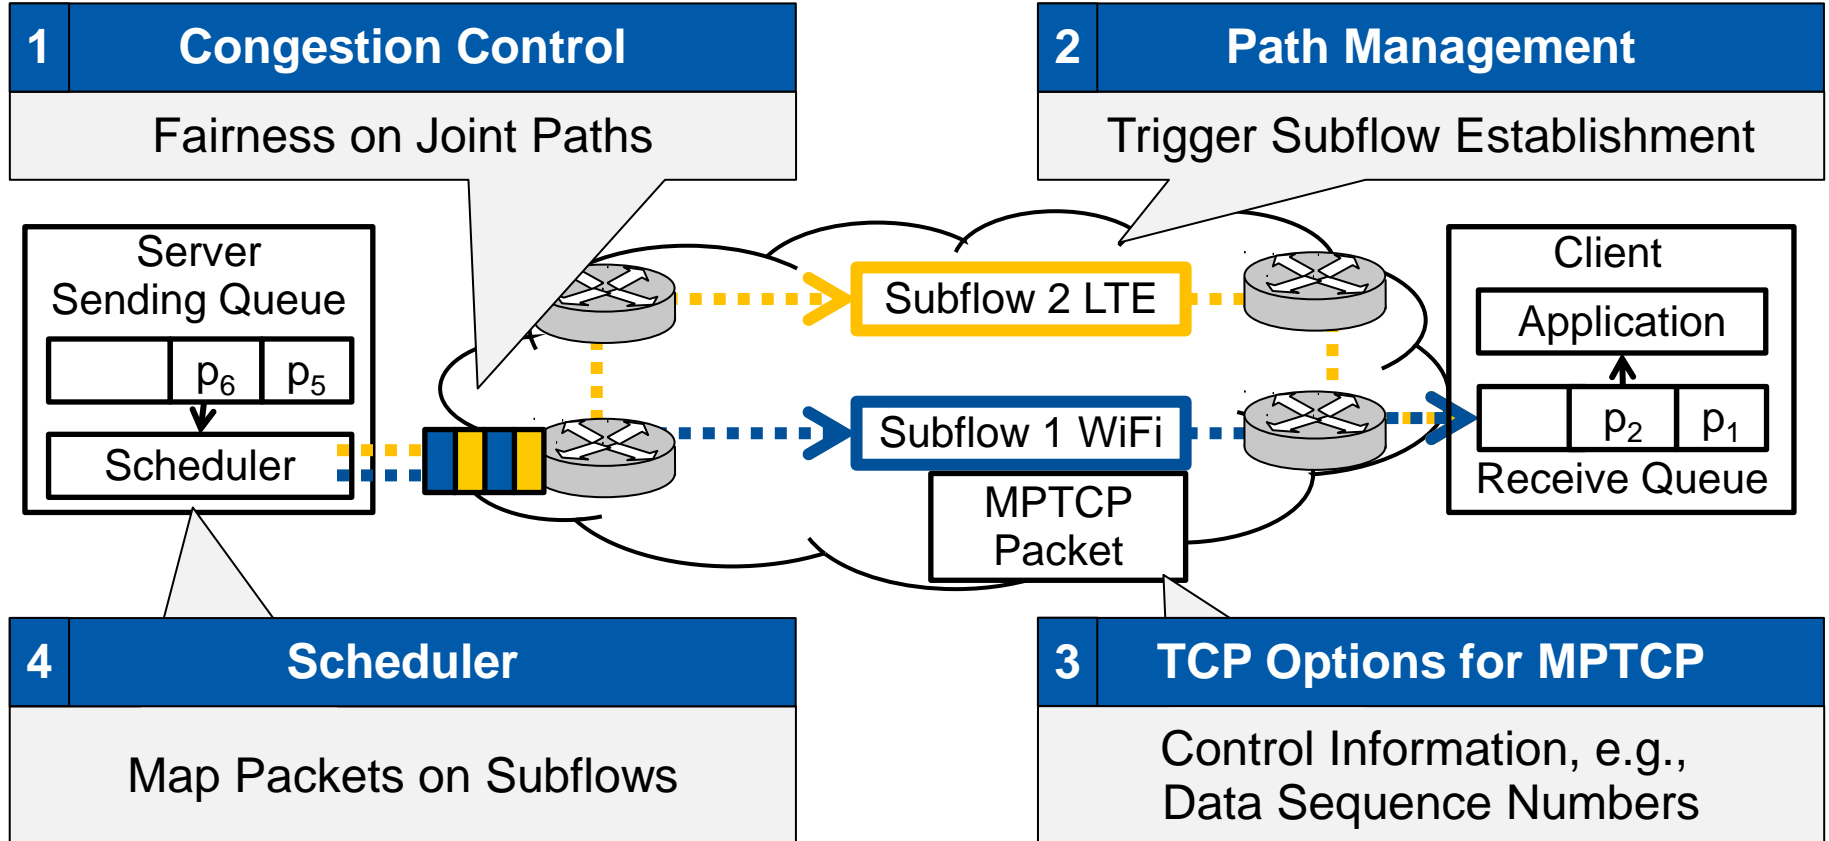 1 Congestion Control
Fairness on Joint Paths
2 Path Management
Trigger Subflow Establishment
Server
Sending Queue
p6 p5
Scheduler
Subflow 2 LTE
Subflow 1 WiFi
MPTCP
Packet
Client
Application
p2 p1
Receive Queue
4 Scheduler
Map Packets on Subflows
3 TCP Options for MPTCP
Control Information, e.g.,
Data Sequence Numbers